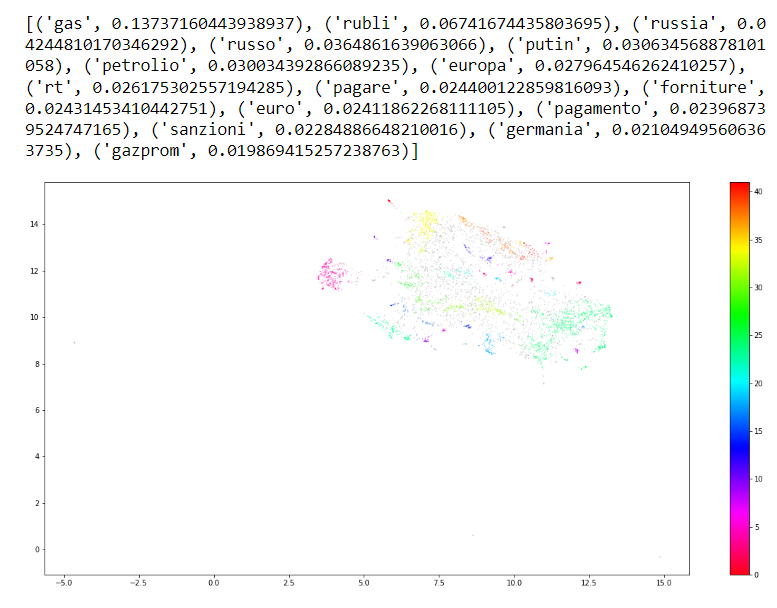 [('gas', 0.13737160443938937), ('rubli', 0.06741674435803695), ('russia', 0.0
4244810170346292), ('russo', 0.0364861639063066), ('putin', 0.030634568878101
058), ('petrolio', 0.030034392866089235), ('europa', 0.027964546262410257),
('rt', 0.026175302557194285), ('pagare', 0.024400122859816093), ('forniture',
0.02431453410442751), ('euro', 0.02411862268111105), ('pagamento', 0.02396873
9524747165), ('sanzioni', 0.02284886648210016), ('germania', 0.02104949560636
3735), ('gazprom', 0.019869415257238763)]
14
12
10
8
6
4
2
0
−5.0 −2.5 0.0 2.5 5.0 7.5 10.0 12.5 15.0
40
35
30
25
20
15
10
5
0